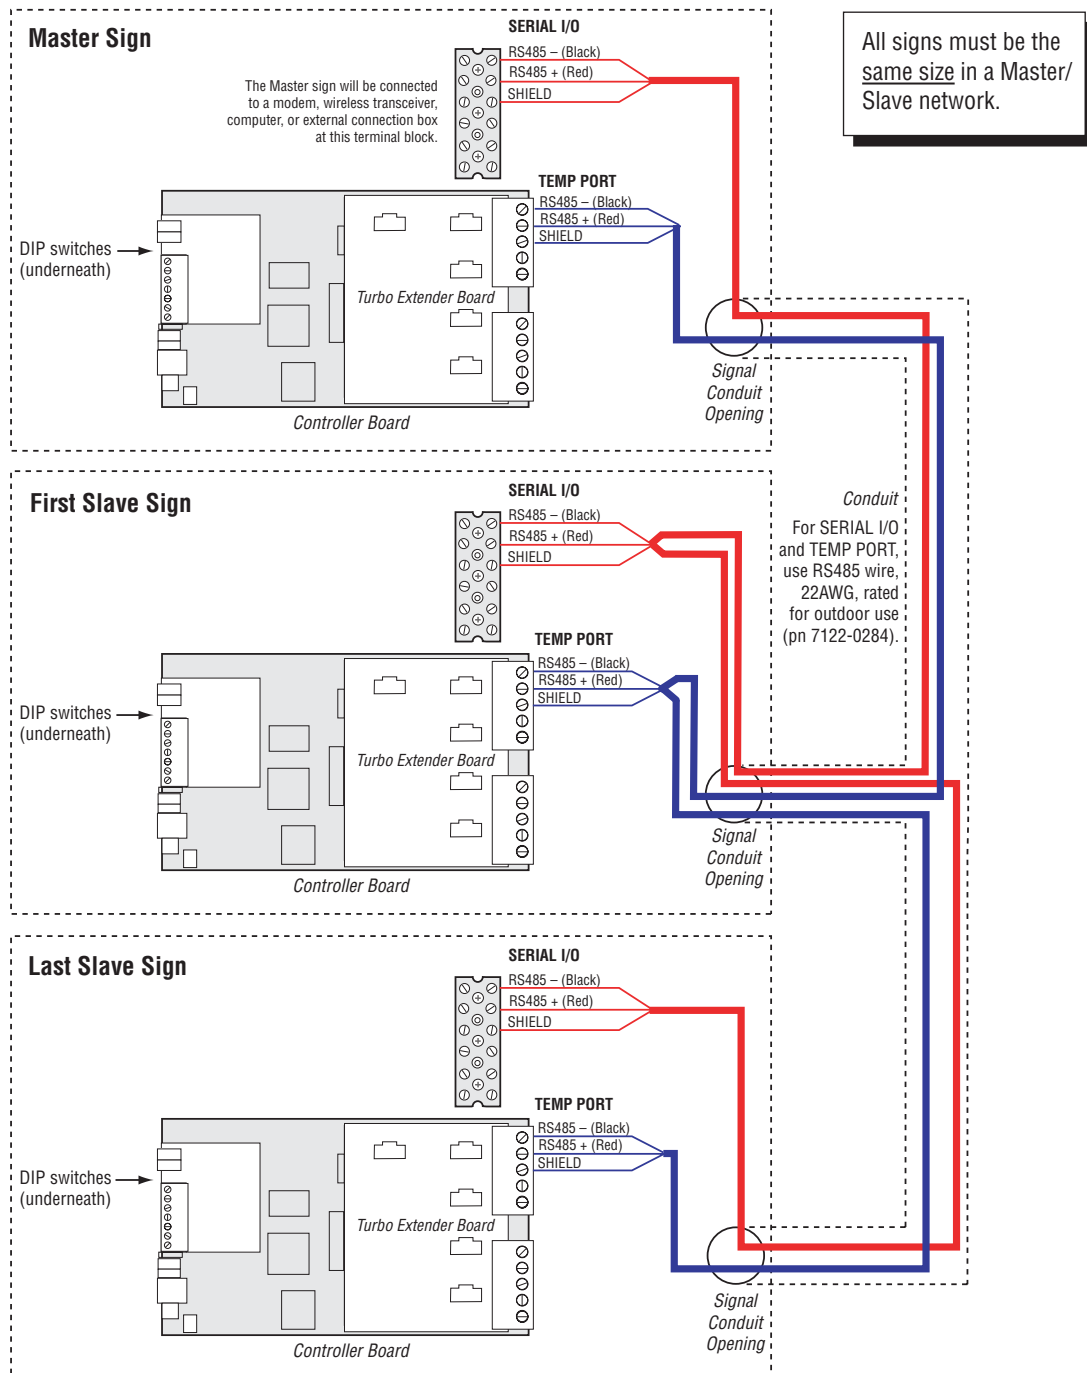 Master Sign
SERIAL I/O
RS485 – (Black)
RS485 + (Red)
SHIELD
The Master sign will be connected
to a modem, wireless transceiver,
computer, or external connection box
at this terminal block.
All signs must be the
same size in a Master/
Slave network.
TEMP PORT
RS485 – (Black)
RS485 + (Red)
SHIELD
DIP switches
(underneath)
Turbo Extender Board
Controller Board
Signal
Conduit
Opening
First Slave Sign
SERIAL I/O
RS485 – (Black)
RS485 + (Red)
SHIELD
Conduit
For SERIAL I/O
and TEMP PORT,
use RS485 wire,
22AWG, rated
for outdoor use
(pn 7122-0284).
TEMP PORT
RS485 – (Black)
RS485 + (Red)
SHIELD
DIP switches
(underneath)
Turbo Extender Board
Controller Board
Signal
Conduit
Opening
Last Slave Sign
SERIAL I/O
RS485 – (Black)
RS485 + (Red)
SHIELD
TEMP PORT
RS485 – (Black)
RS485 + (Red)
SHIELD
DIP switches
(underneath)
Turbo Extender Board
Controller Board
Signal
Conduit
Opening